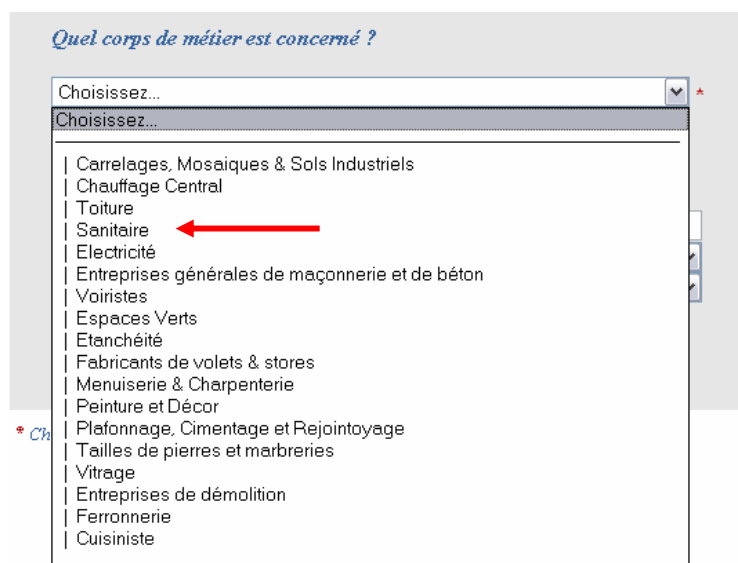 Quel corps de métier est concerné ?
Choisissez... *
Choisissez...
| Carrelages, Mosaiques & Sols Industriels
| Chauffage Central
| Toiture
| Sanitaire
| Electricité
| Entreprises générales de maçonnerie et de béton
| Voiristes
| Espaces Verts
| Etanchéité
| Fabricants de volets & stores
| Menuiserie & Charpenterie
| Peinture et Décor
* Ch
| Plafonnage, Cimentage et Rejointoyage
| Tailles de pierres et marbreries
| Vitrage
| Entreprises de démolition
| Ferronnerie
| Cuisiniste